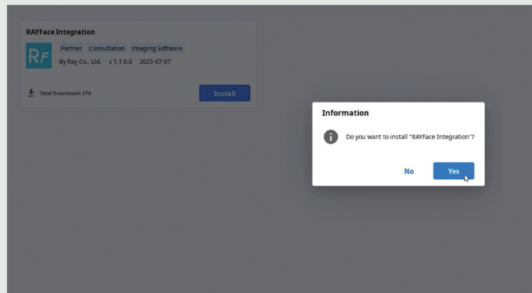 RAYFace Integration
RF
Partner Consultation Imaging Software
By Ray Co., Ltd. v 1.1.0.0 2023-07-07
Total Downloads 374
Install
Information
Do you want to install "RAYFace Integration"?
No
Yes